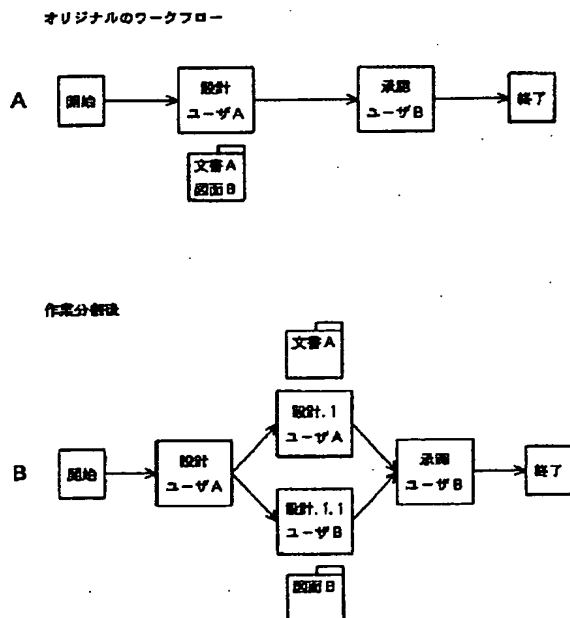 オリジナルのワークフロー
A
開始
設計
ユーザA
承認
ユーザB
終了
文書A
図面B
作業分割後
文書A
設計.1
ユーザA
B
開始
設計
ユーザA
承認
ユーザB
終了
設計.1.1
ユーザB
図面B